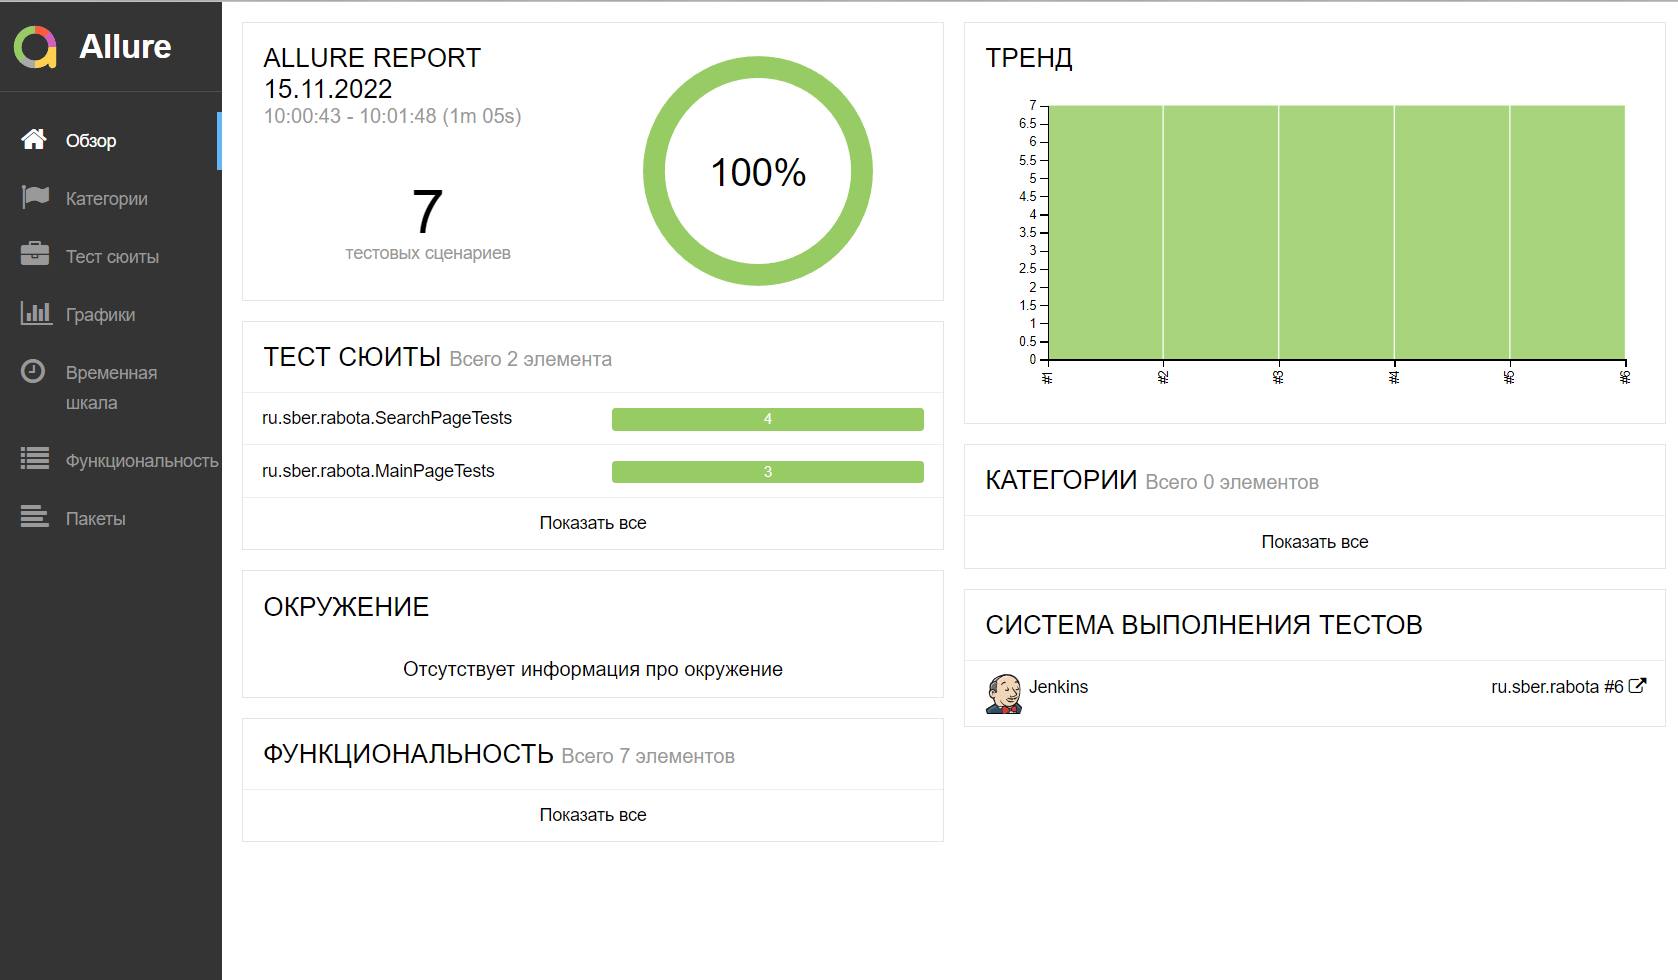 Allure
Обзор
Категории
Тест сюиты
Графики
Временная
шкала
Функциональность
Пакеты
ALLURE REPORT
15.11.2022
10:00:43 - 10:01:48 (1m 05s)
7
тестовых сценариев
100%
ТЕСТ СЮИТЫ Всего 2 элемента
ru.sber.rabota.SearchPageTests 4
ru.sber.rabota.MainPageTests 3
Показать все
ОКРУЖЕНИЕ
Отсутствует информация про окружение
ФУНКЦИОНАЛЬНОСТЬ Всего 7 элементов
Показать все
ТРЕНД
7
6.5
6
5.5
5
4.5
4
3.5
3
2.5
2
1.5
1
0.5
0
#1 #2 #3 #4 #5 #6
КАТЕГОРИИ Всего 0 элементов
Показать все
СИСТЕМА ВЫПОЛНЕНИЯ ТЕСТОВ
Jenkins ru.sber.rabota #6